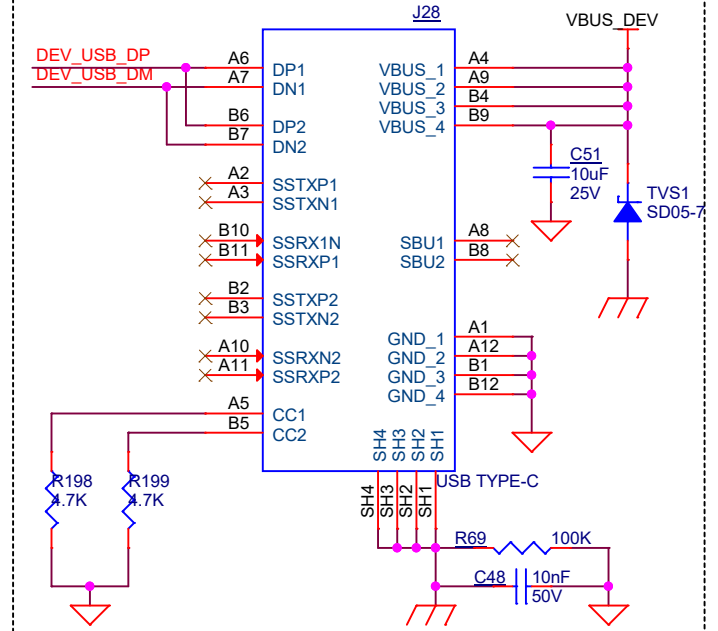 J28
VBUS_DEV
DEV_USB_DP
DEV_USB_DM
A6 DP1
A7 DN1
B6 DP2
B7 DN2
A2 SSTXP1
A3 SSTXN1
B10 SSRX1N
B11 SSRXP1
B2 SSTXP2
B3 SSTXN2
A10 SSRXN2
A11 SSRXP2
A5 CC1
B5 CC2
VBUS_1 A4
VBUS_2 A9
VBUS_3 B4
VBUS_4 B9
C51
10uF
25V
TVS1
SD05-7
SBU1 A8
SBU2 B8
GND_1 A1
GND_2 A12
GND_3 B1
GND_4 B12
SH4 SH3 SH2 SH1
USB TYPE-C
SH4 SH3 SH2 SH1
R198
4.7K
R199
4.7K
R69 100K
C48 10nF
50V